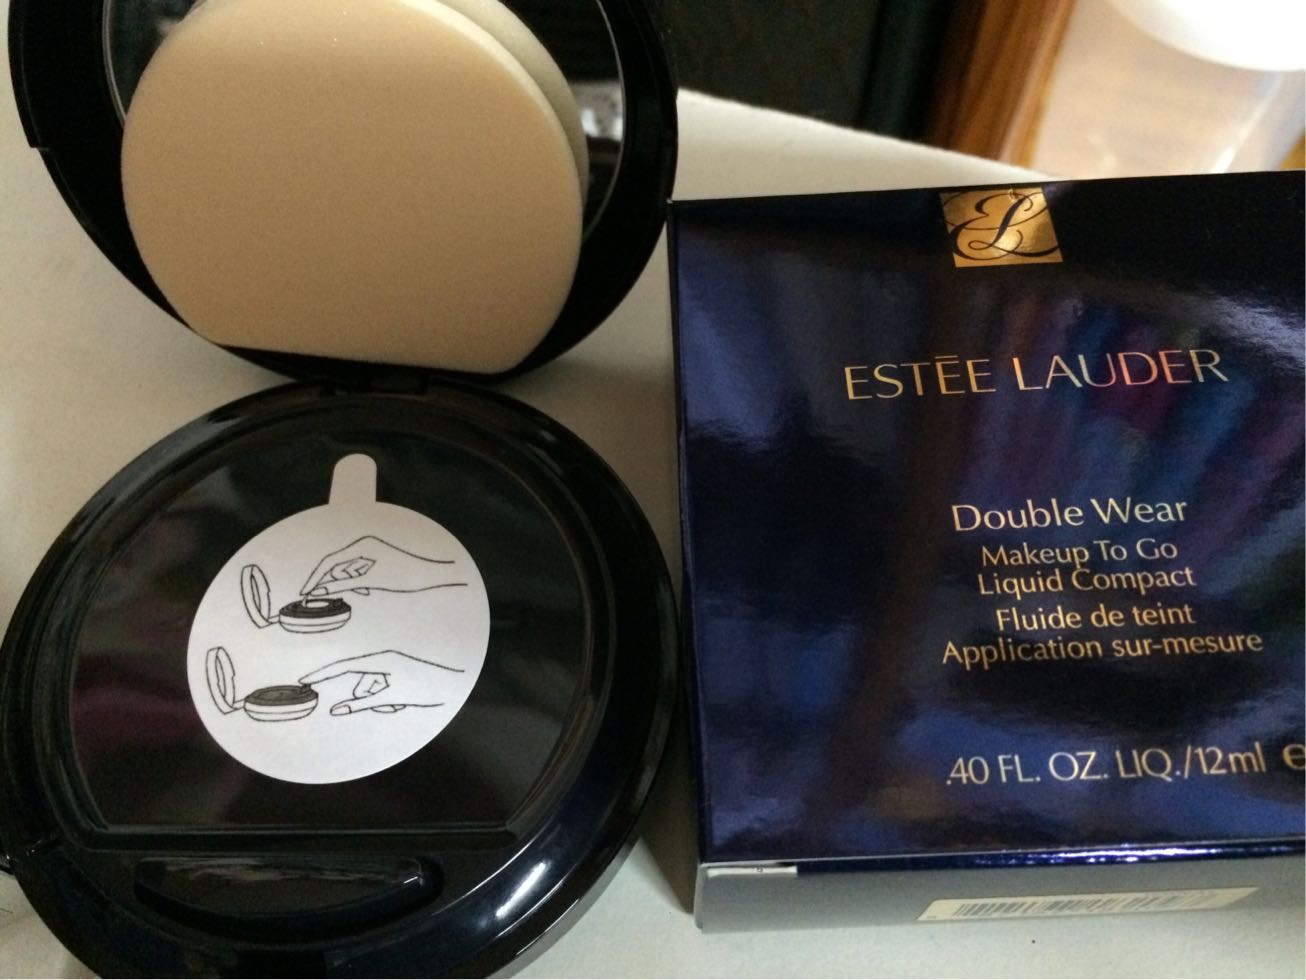 ESTĒE LAUDER
Double Wear
Makeup To Go
Liquid Compact
Fluide de teint
Application sur-mesure
.40 FL. OZ. LIQ./12ml e